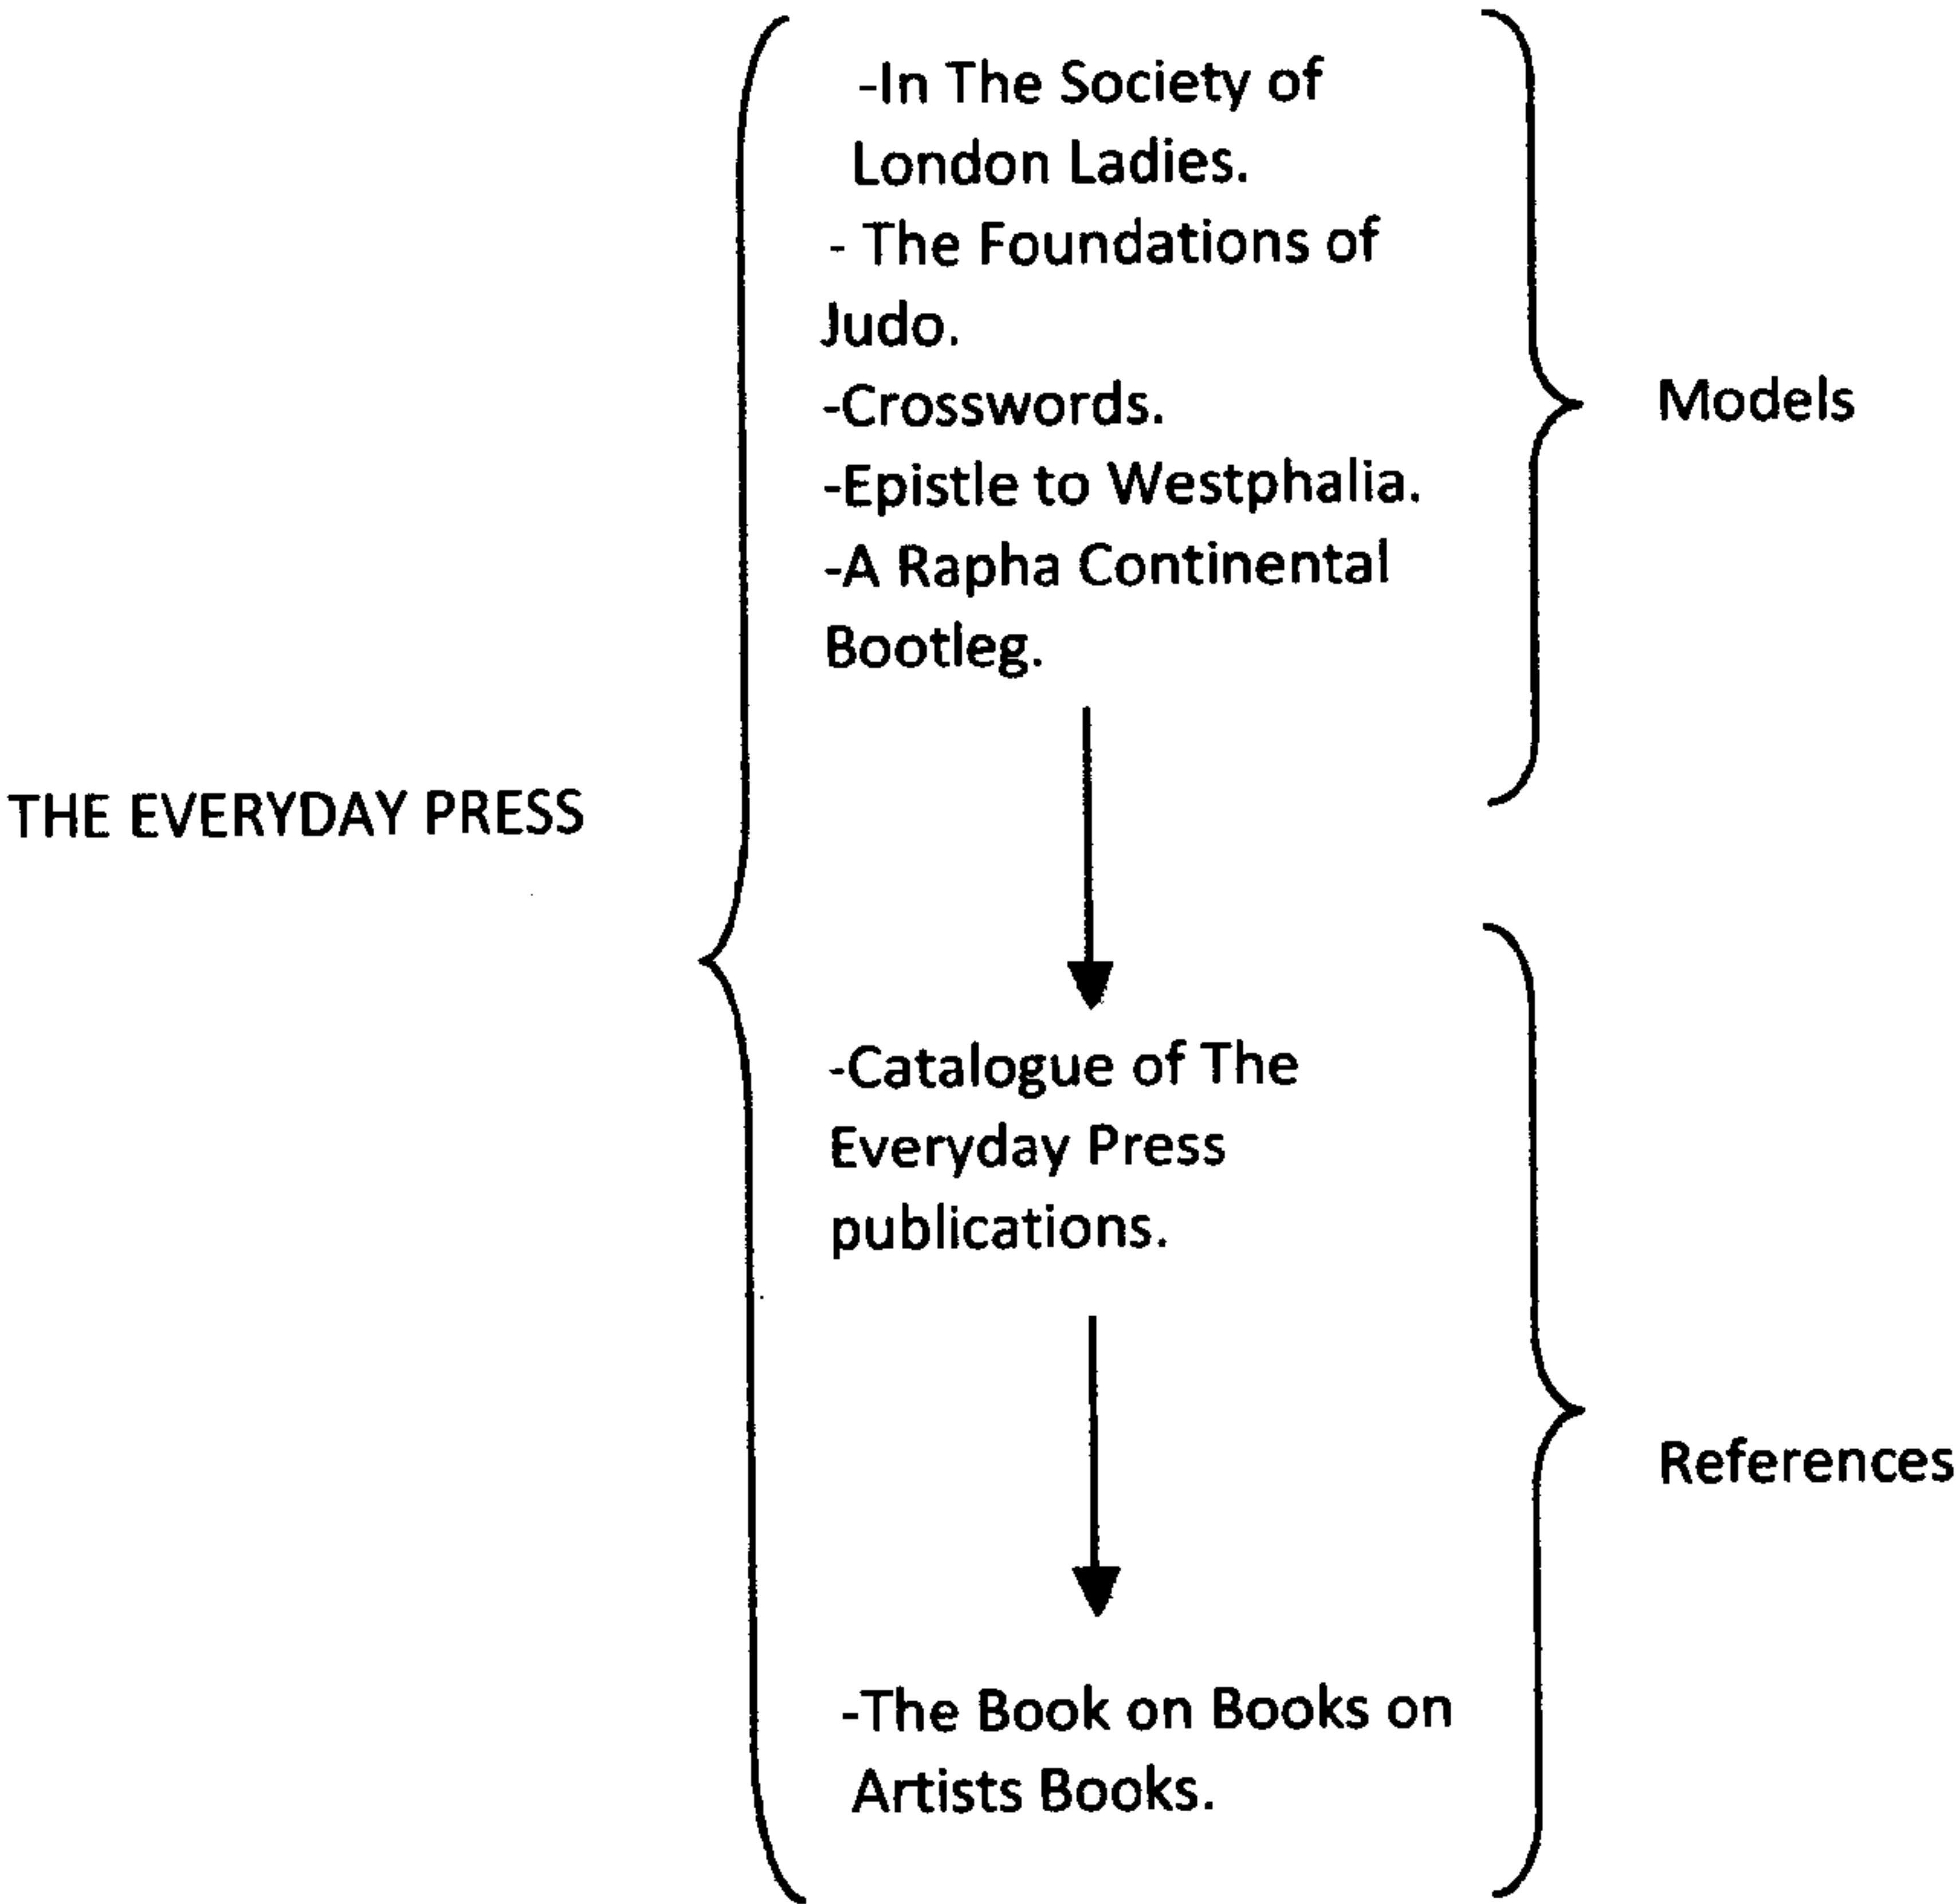 -In The Society of
London Ladies.
- The Foundations of
Judo.
-Crosswords.
-Epistle to Westphalia.
-A Rapha Continental
Bootleg.
Models
THE EVERYDAY PRESS
-Catalogue of The
Everyday Press
publications.
References
-The Book on Books on
Artists Books.